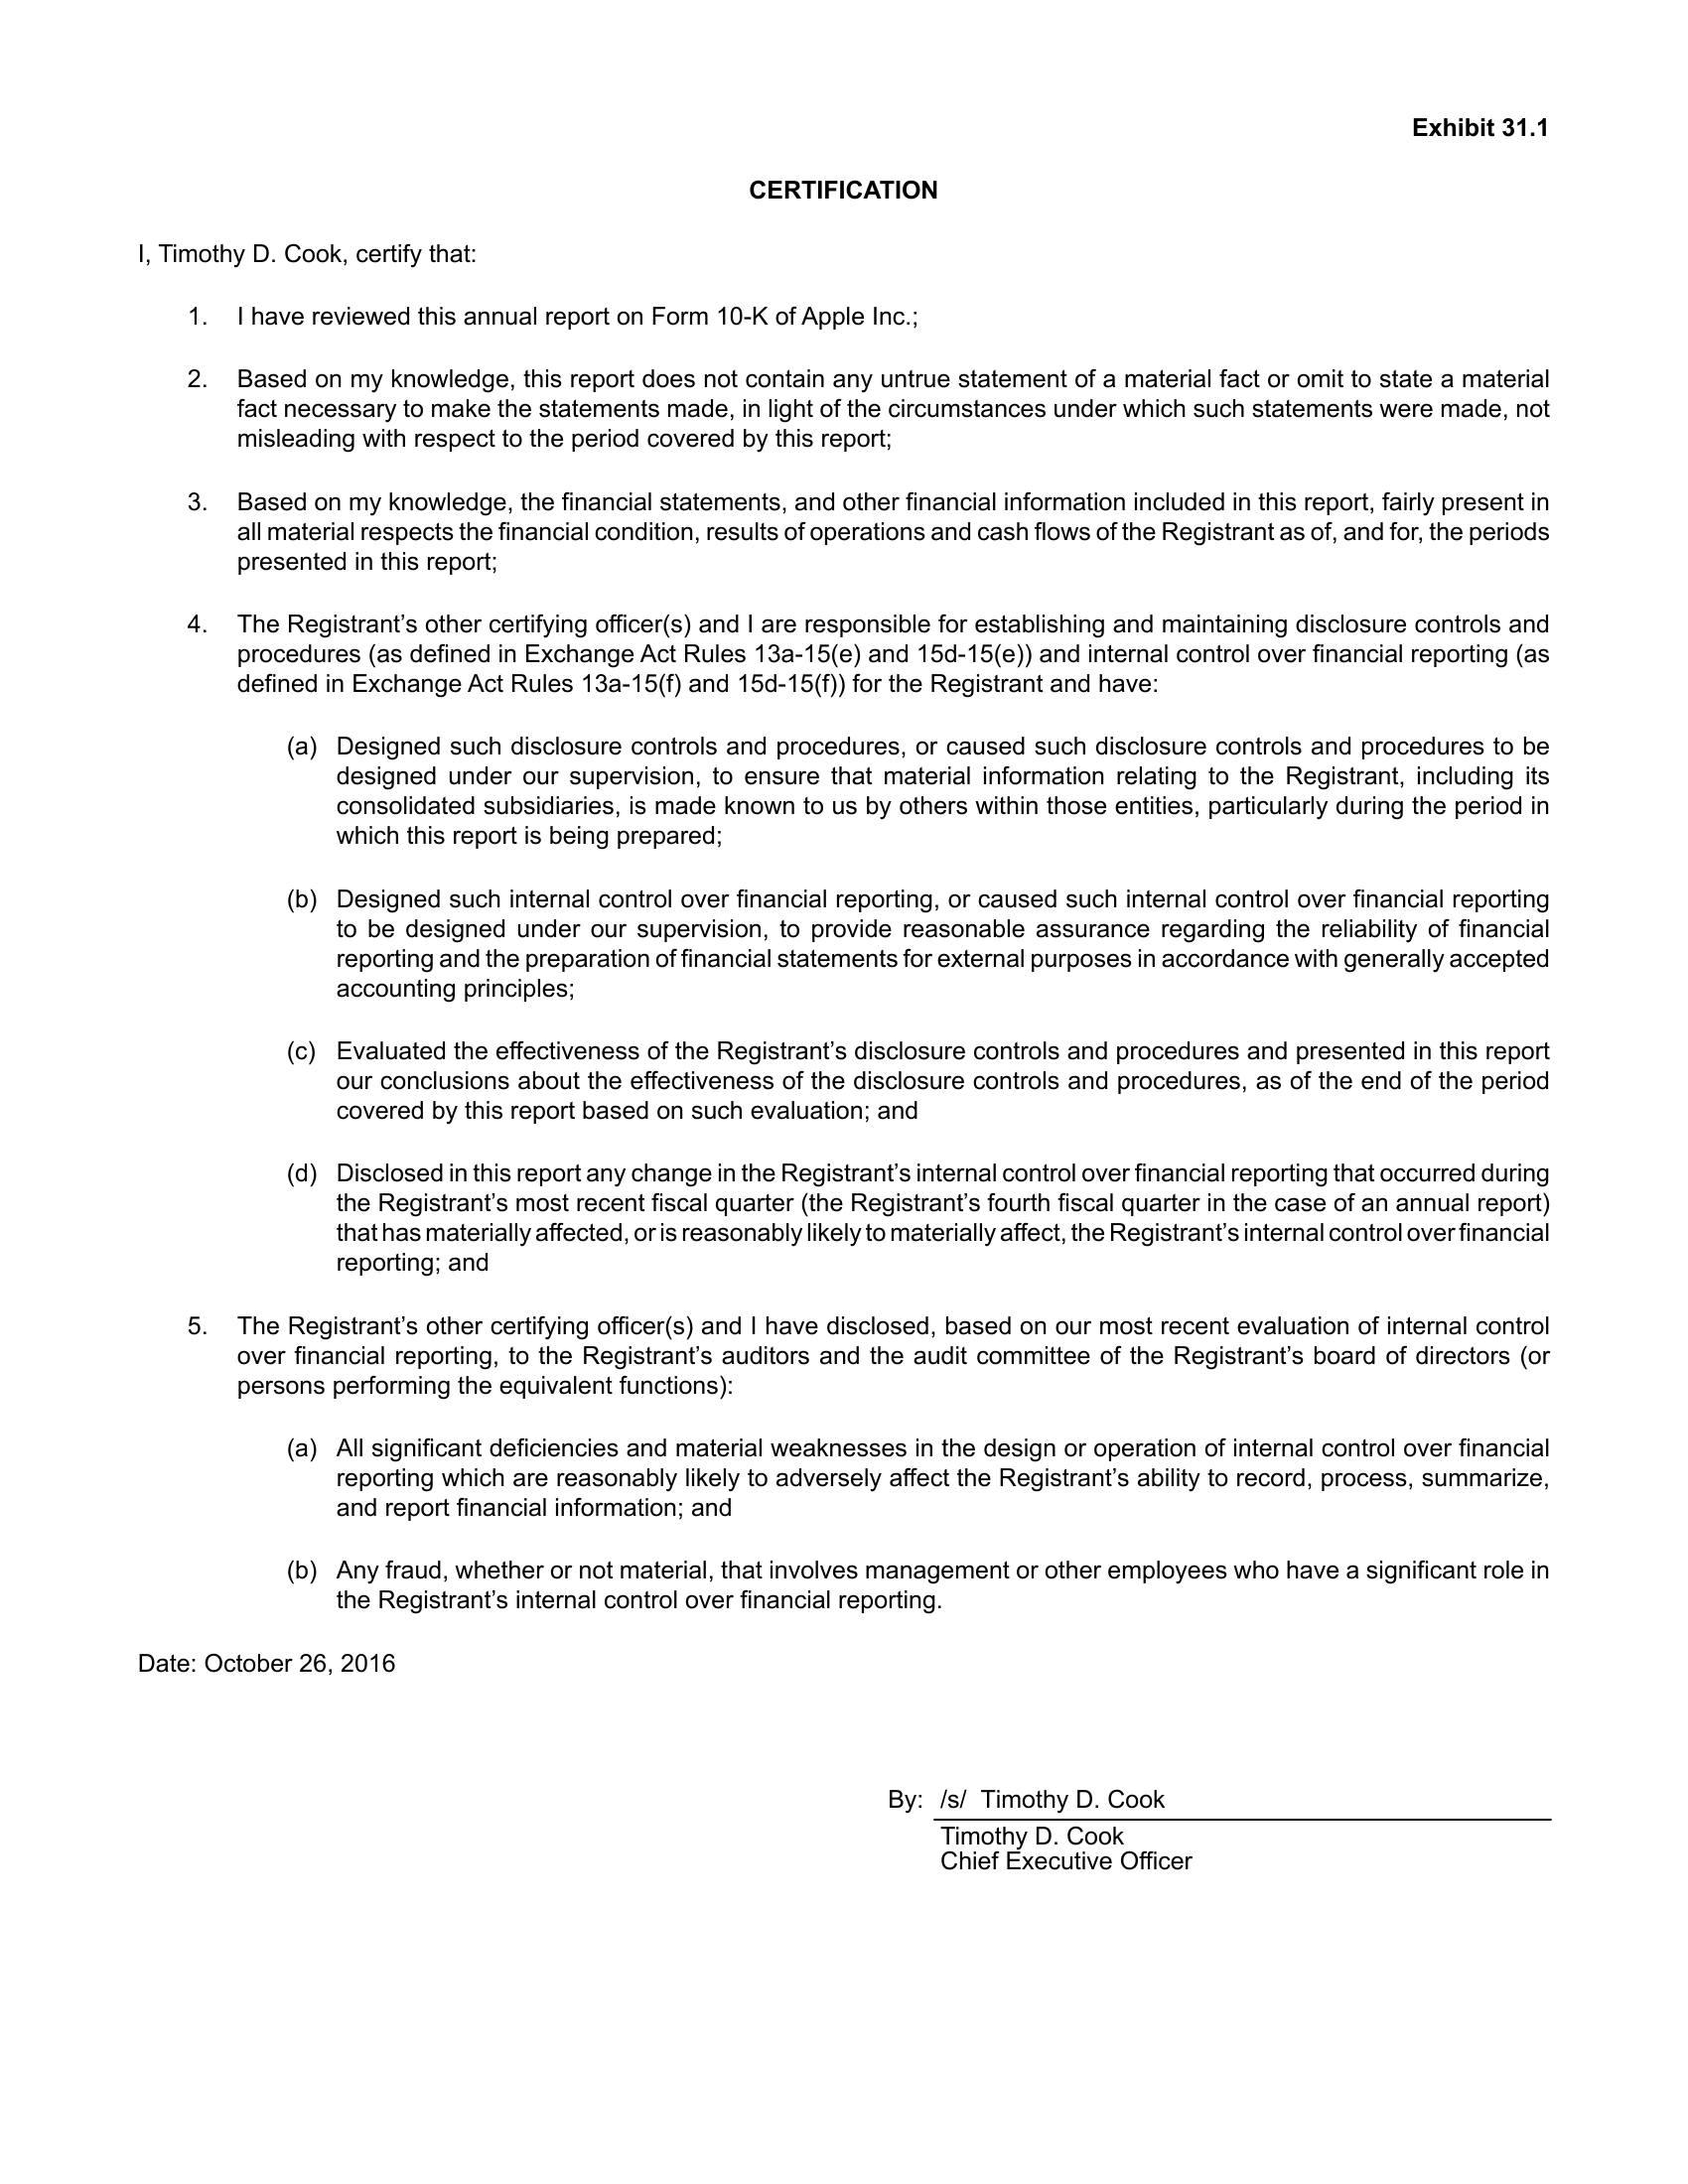 Exhibit 31.1
CERTIFICATION
I, Timothy D. Cook, certify that:
1. I have reviewed this annual report on Form 10-K of Apple Inc.;
2. Based on my knowledge, this report does not contain any untrue statement of a material fact or omit to state a material
fact necessary to make the statements made, in light of the circumstances under which such statements were made, not
misleading with respect to the period covered by this report;
3. Based on my knowledge, the financial statements, and other financial information included in this report, fairly present in
all material respects the financial condition, results of operations and cash flows of the Registrant as of, and for, the periods
presented in this report;
4. The Registrant’s other certifying officer(s) and I are responsible for establishing and maintaining disclosure controls and
procedures (as defined in Exchange Act Rules 13a-15(e) and 15d-15(e)) and internal control over financial reporting (as
defined in Exchange Act Rules 13a-15(f) and 15d-15(f)) for the Registrant and have:
(a) Designed such disclosure controls and procedures, or caused such disclosure controls and procedures to be
designed under our supervision, to ensure that material information relating to the Registrant, including its
consolidated subsidiaries, is made known to us by others within those entities, particularly during the period in
which this report is being prepared;
(b) Designed such internal control over financial reporting, or caused such internal control over financial reporting
to be designed under our supervision, to provide reasonable assurance regarding the reliability of financial
reporting and the preparation of financial statements for external purposes in accordance with generally accepted
accounting principles;
(c) Evaluated the effectiveness of the Registrant’s disclosure controls and procedures and presented in this report
our conclusions about the effectiveness of the disclosure controls and procedures, as of the end of the period
covered by this report based on such evaluation; and
(d) Disclosed in this report any change in the Registrant’s internal control over financial reporting that occurred during
the Registrant’s most recent fiscal quarter (the Registrant’s fourth fiscal quarter in the case of an annual report)
that has materially affected, or is reasonably likely to materially affect, the Registrant’s internal control over financial
reporting; and
5. The Registrant’s other certifying officer(s) and I have disclosed, based on our most recent evaluation of internal control
over financial reporting, to the Registrant’s auditors and the audit committee of the Registrant’s board of directors (or
persons performing the equivalent functions):
(a) All significant deficiencies and material weaknesses in the design or operation of internal control over financial
reporting which are reasonably likely to adversely affect the Registrant’s ability to record, process, summarize,
and report financial information; and
(b) Any fraud, whether or not material, that involves management or other employees who have a significant role in
the Registrant’s internal control over financial reporting.
Date: October 26, 2016
By: /s/ Timothy D. Cook
Timothy D. Cook
Chief Executive Officer